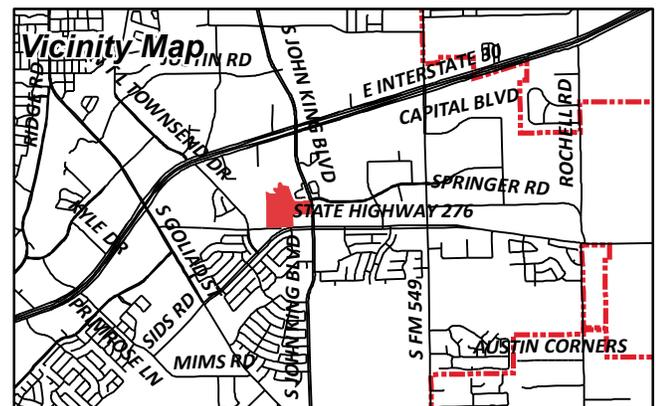 Vicinity Map
JUSTIN RD
S JOHN KING BLVD
E INTERSTATE 30
RIDGE RD
T L TOWNSEND DR
CAPITAL BLVD
ROCHELL RD
SPRINGER RD
STATE HIGHWAY 276
KYLE DR
S GOLIAD ST
S JOHN KING BLVD
S FM 549
PRIMROSE LN
SIDS RD
MIMS RD
AUSTIN CORNERS